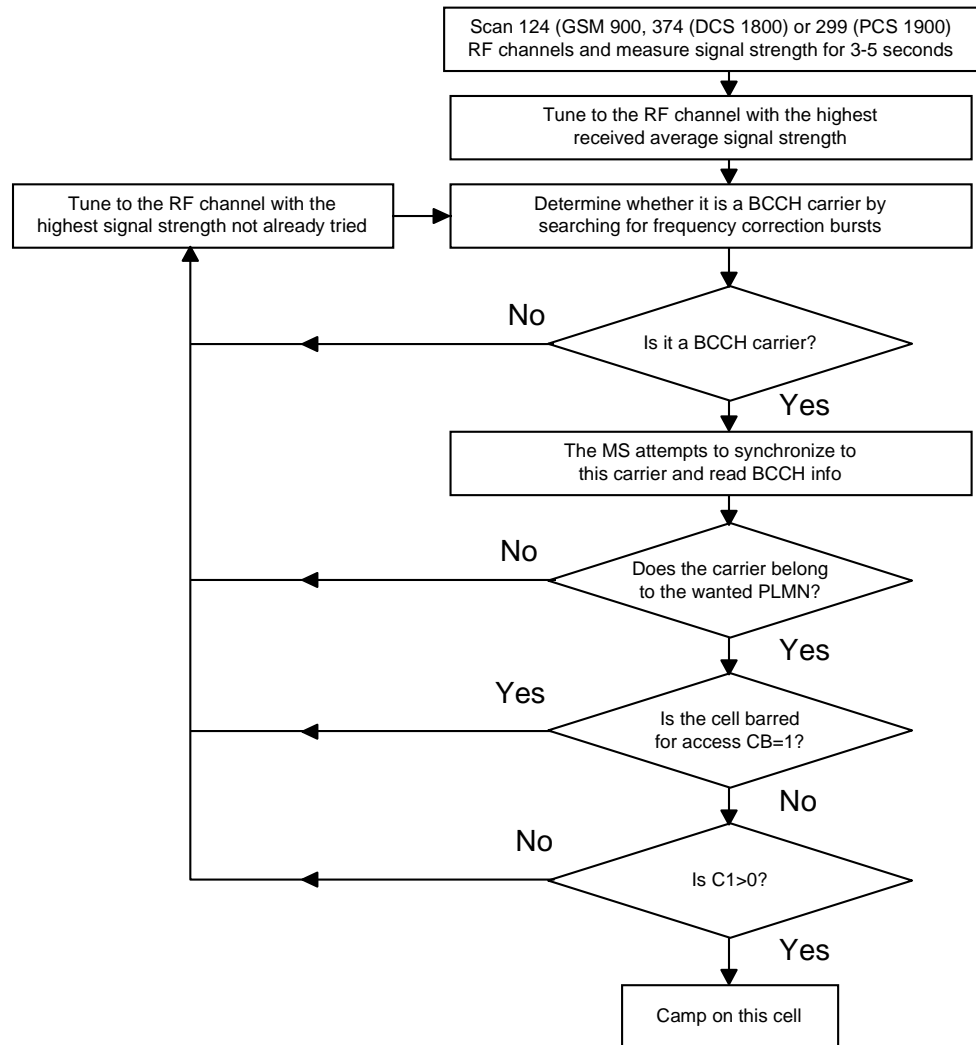 Scan 124 (GSM 900, 374 (DCS 1800) or 299 (PCS 1900)
RF channels and measure signal strength for 3-5 seconds
Tune to the RF channel with the highest
received average signal strength
Tune to the RF channel with the
highest signal strength not already tried
Determine whether it is a BCCH carrier by
searching for frequency correction bursts
No
Is it a BCCH carrier?
Yes
The MS attempts to synchronize to
this carrier and read BCCH info
No
Does the carrier belong
to the wanted PLMN?
Yes
Yes
Is the cell barred
for access CB=1?
No
No
Is C1>0?
Yes
Camp on this cell